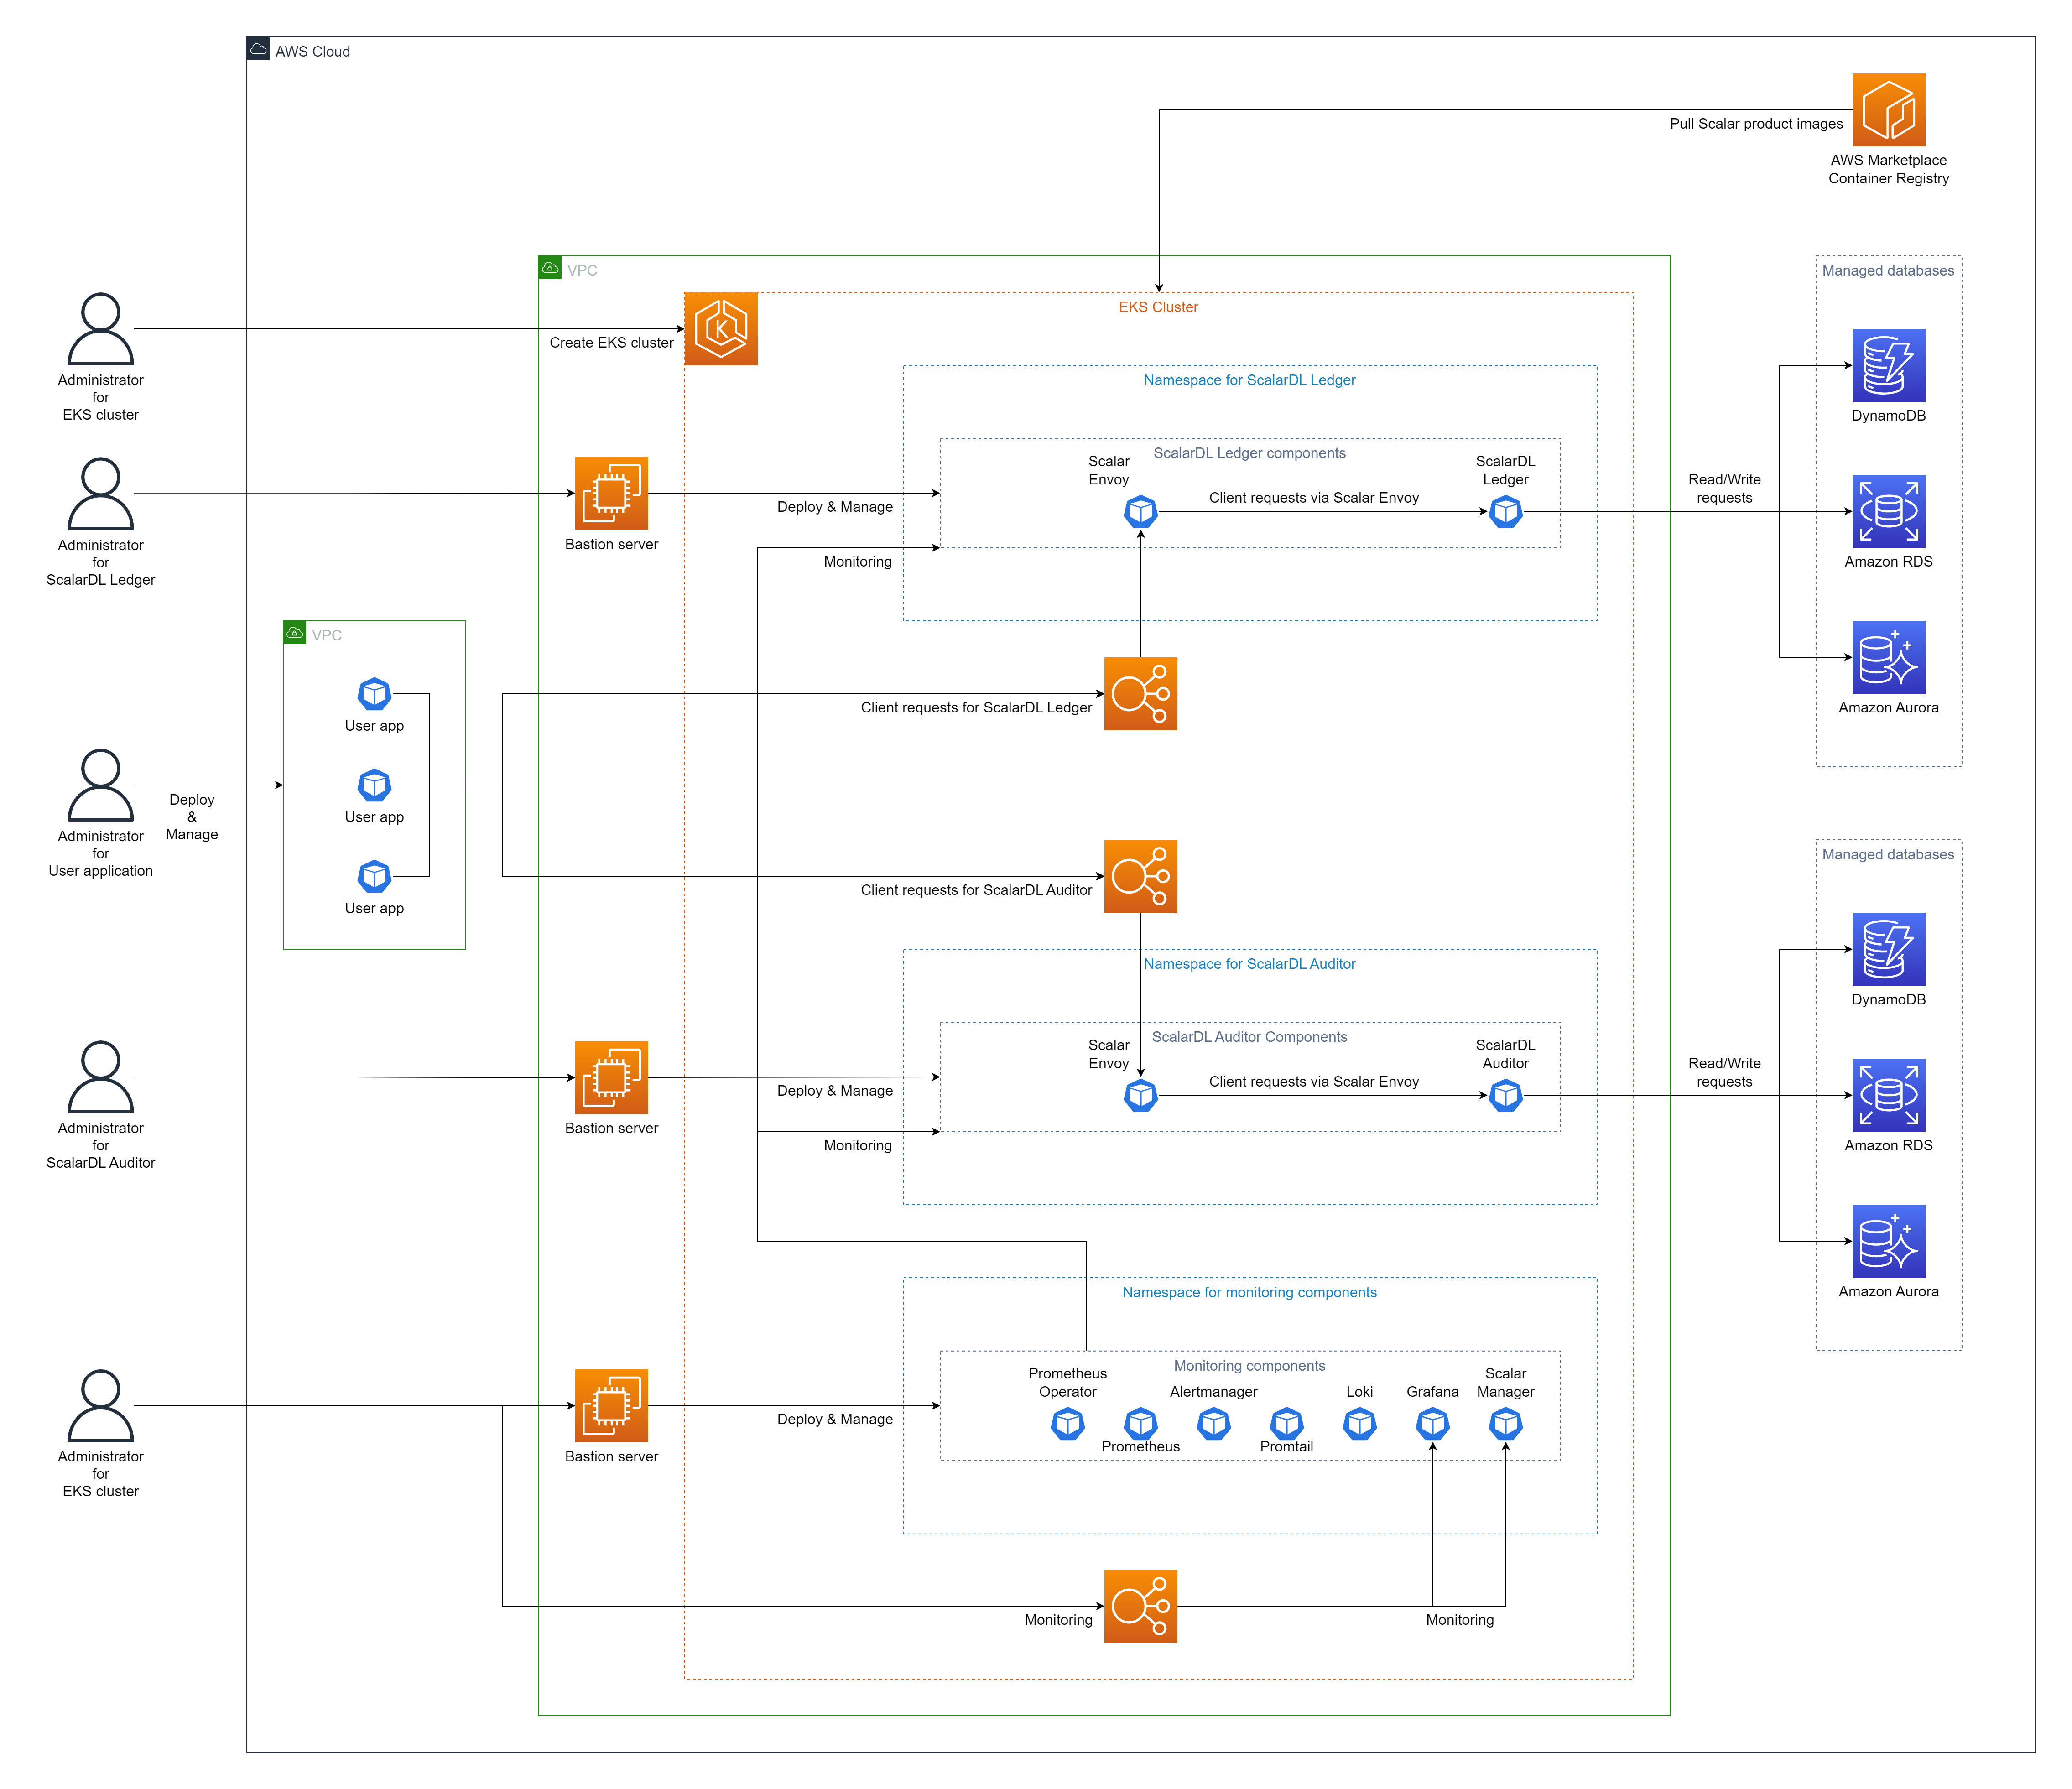 AWS Cloud
Pull Scalar product images
AWS Marketplace
Container Registry
VPC
EKS Cluster
Managed databases
Create EKS cluster
Administrator
for
EKS cluster
Namespace for ScalarDL Ledger
DynamoDB
ScalarDL Ledger components
Scalar
Envoy
ScalarDL
Ledger
Client requests via Scalar Envoy
Read/Write
requests
Deploy & Manage
Bastion server
Administrator
for
ScalarDL Ledger
Monitoring
Amazon RDS
VPC
User app
Client requests for ScalarDL Ledger
Amazon Aurora
User app
Deploy
&
Manage
Administrator
for
User application
User app
Client requests for ScalarDL Auditor
Managed databases
Namespace for ScalarDL Auditor
DynamoDB
ScalarDL Auditor Components
Scalar
Envoy
ScalarDL
Auditor
Client requests via Scalar Envoy
Read/Write
requests
Deploy & Manage
Bastion server
Administrator
for
ScalarDL Auditor
Monitoring
Amazon RDS
Namespace for monitoring components
Amazon Aurora
Monitoring components
Prometheus
Operator
Alertmanager
Loki
Grafana
Scalar
Manager
Prometheus
Promtail
Deploy & Manage
Bastion server
Administrator
for
EKS cluster
Monitoring
Monitoring